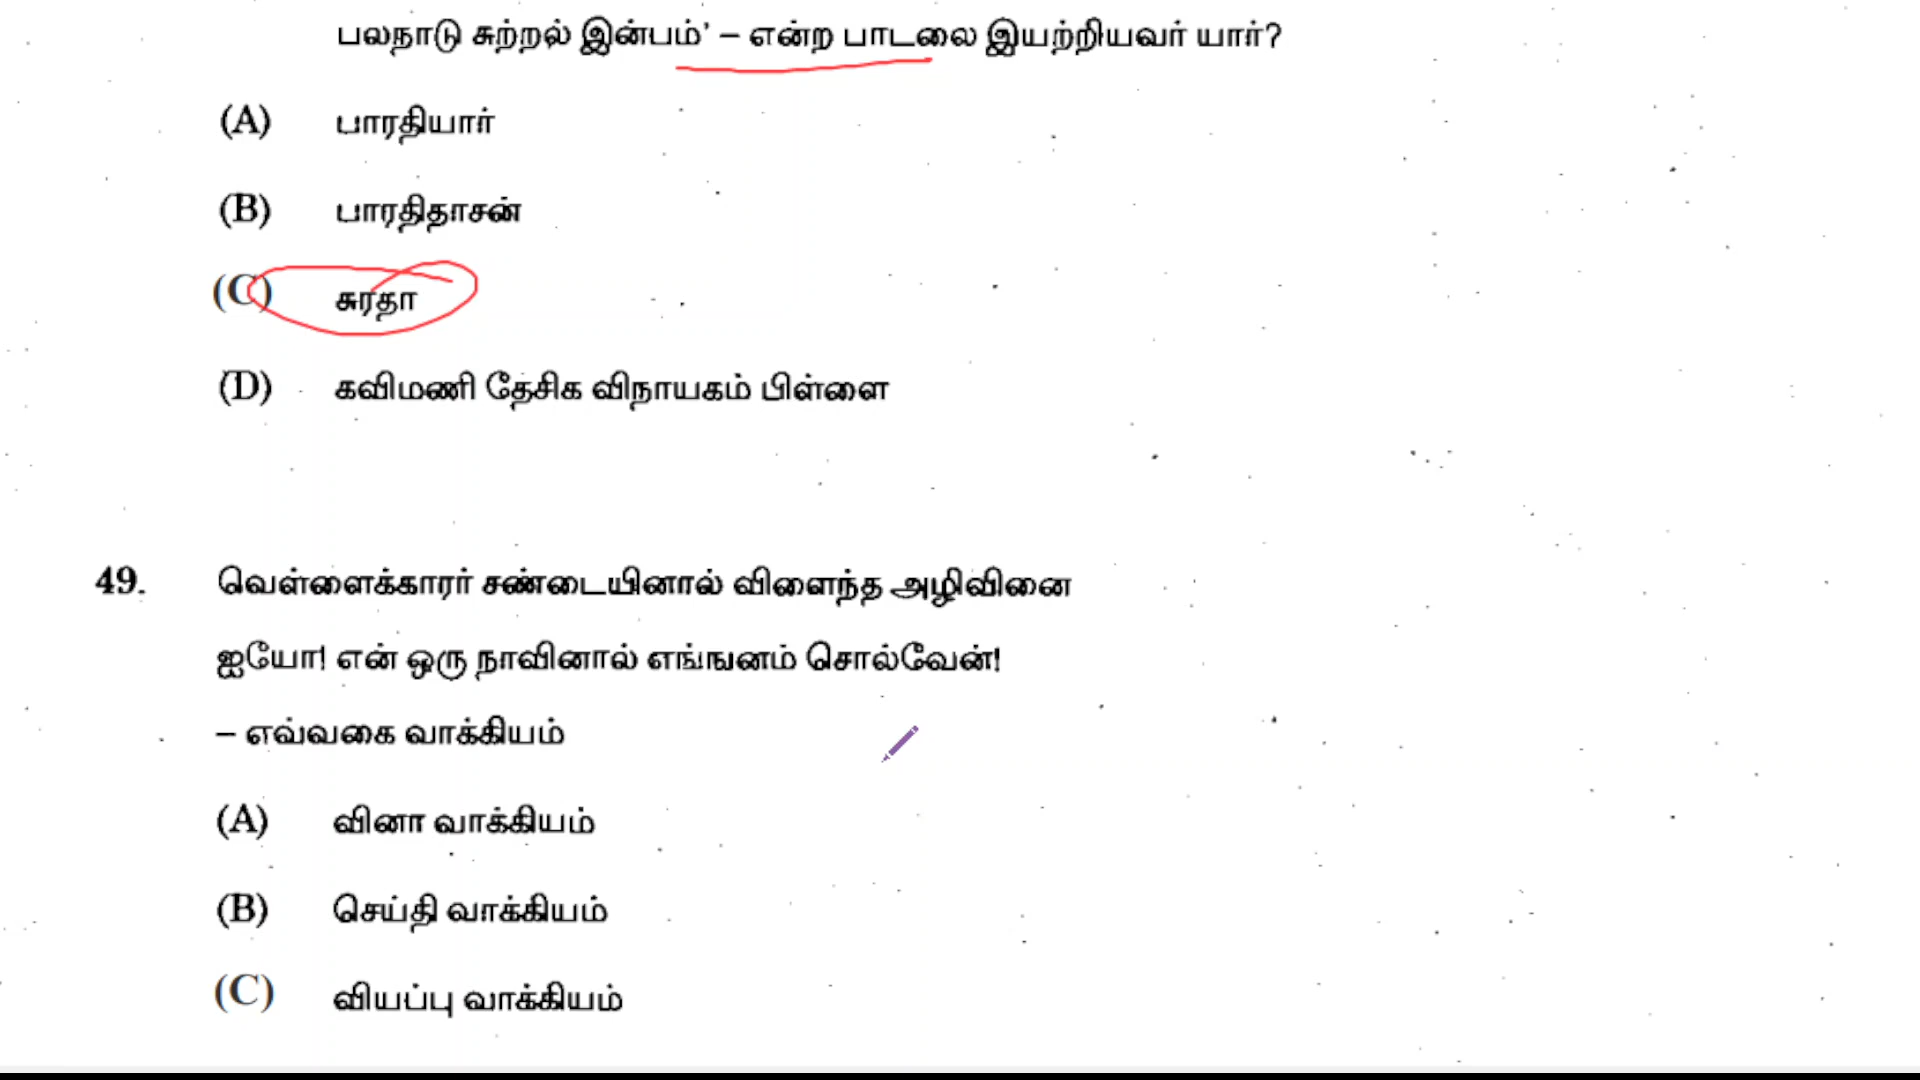 பலநாடு சுற்றல் இன்பம்’ – என்ற பாடலை இயற்றியவர் யார்?
(A) பாரதியார்
(B) பாரதிதாசன்
(C) சுரதா
(D) கவிமணி தேசிக விநாயகம் பிள்ளை
49. வெள்ளைக்காரர் சண்டையினால் விளைந்த அழிவினை
ஐயோ! என் ஒரு நாவினால் எங்ஙனம் சொல்வேன்!
– எவ்வகை வாக்கியம்
(A) வினா வாக்கியம்
(B) செய்தி வாக்கியம்
(C) வியப்பு வாக்கியம்